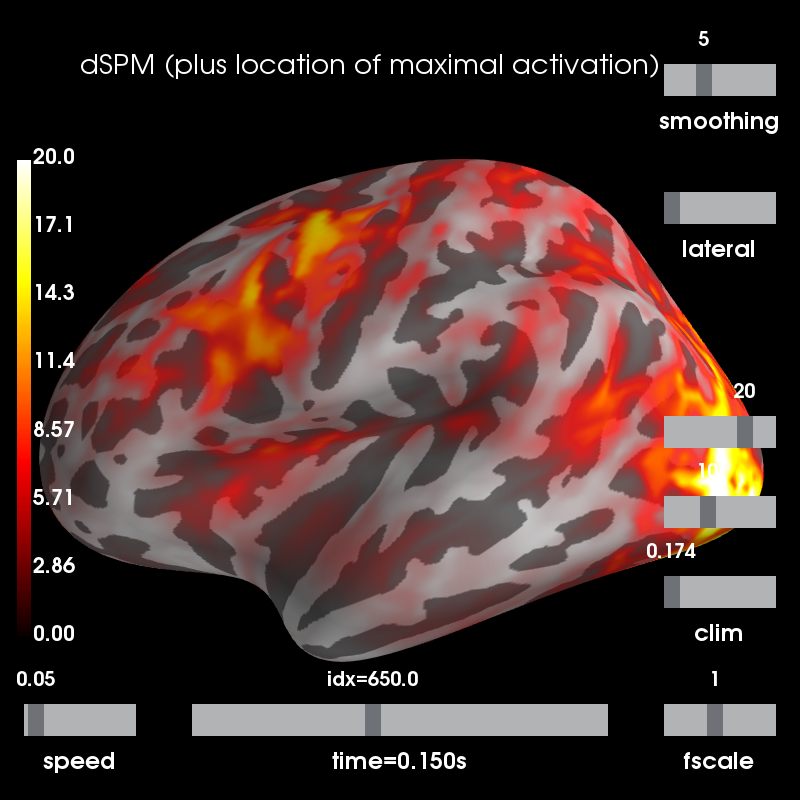 5
dSPM (plus location of maximal activation)
smoothing
20.0
17.1
lateral
14.3
11.4
20
8.57
10
5.71
0.174
2.86
0.00
clim
0.05
idx=650.0
1
speed
time=0.150s
fscale